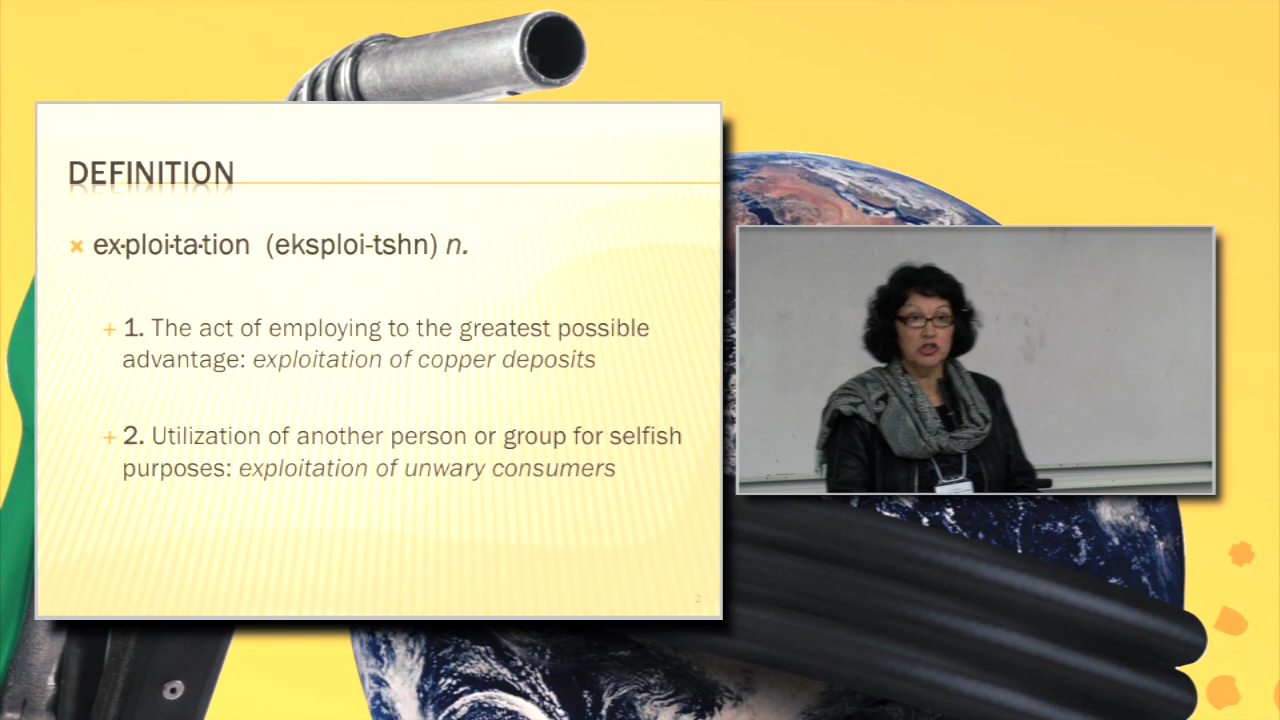 DEFINITION
ex·ploi·ta·tion (eksploi-tshn) n.
+ 1. The act of employing to the greatest possible
advantage: exploitation of copper deposits
+ 2. Utilization of another person or group for selfish
purposes: exploitation of unwary consumers
2